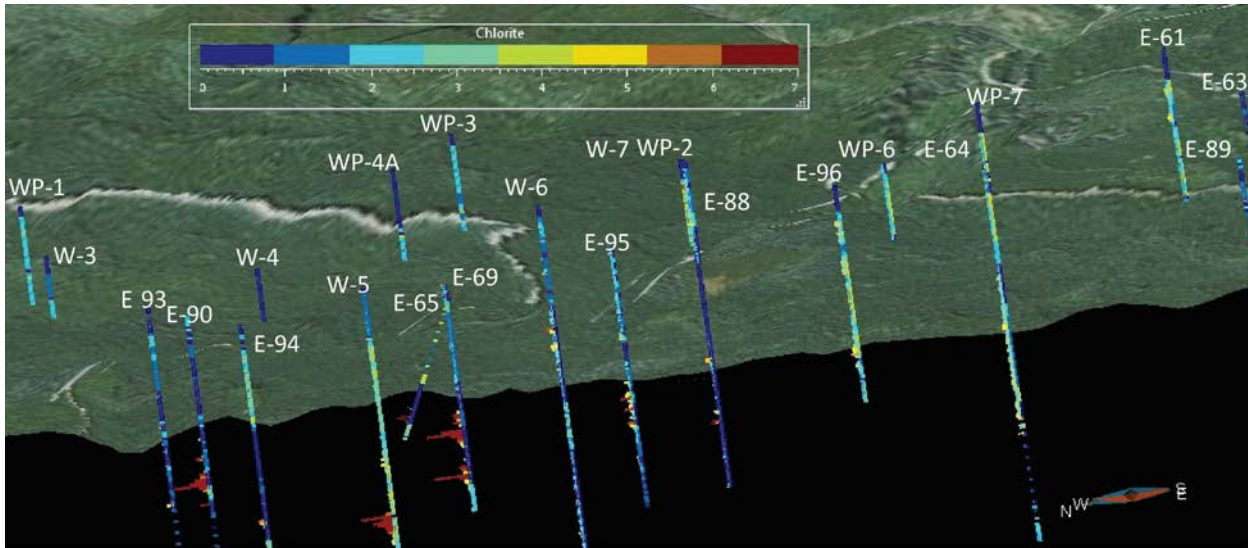 Chlorite
0 1 2 3 4 5 6 7
E-61
E-63
WP-7
WP-3
WP-4A
W-7 WP-2
WP-6
E-64
E-89
WP-1
W-6
E-96
E-88
W-3
W-4
E-95
W-5
E-69
E 93
E-90
E-65
E-94
N W S E